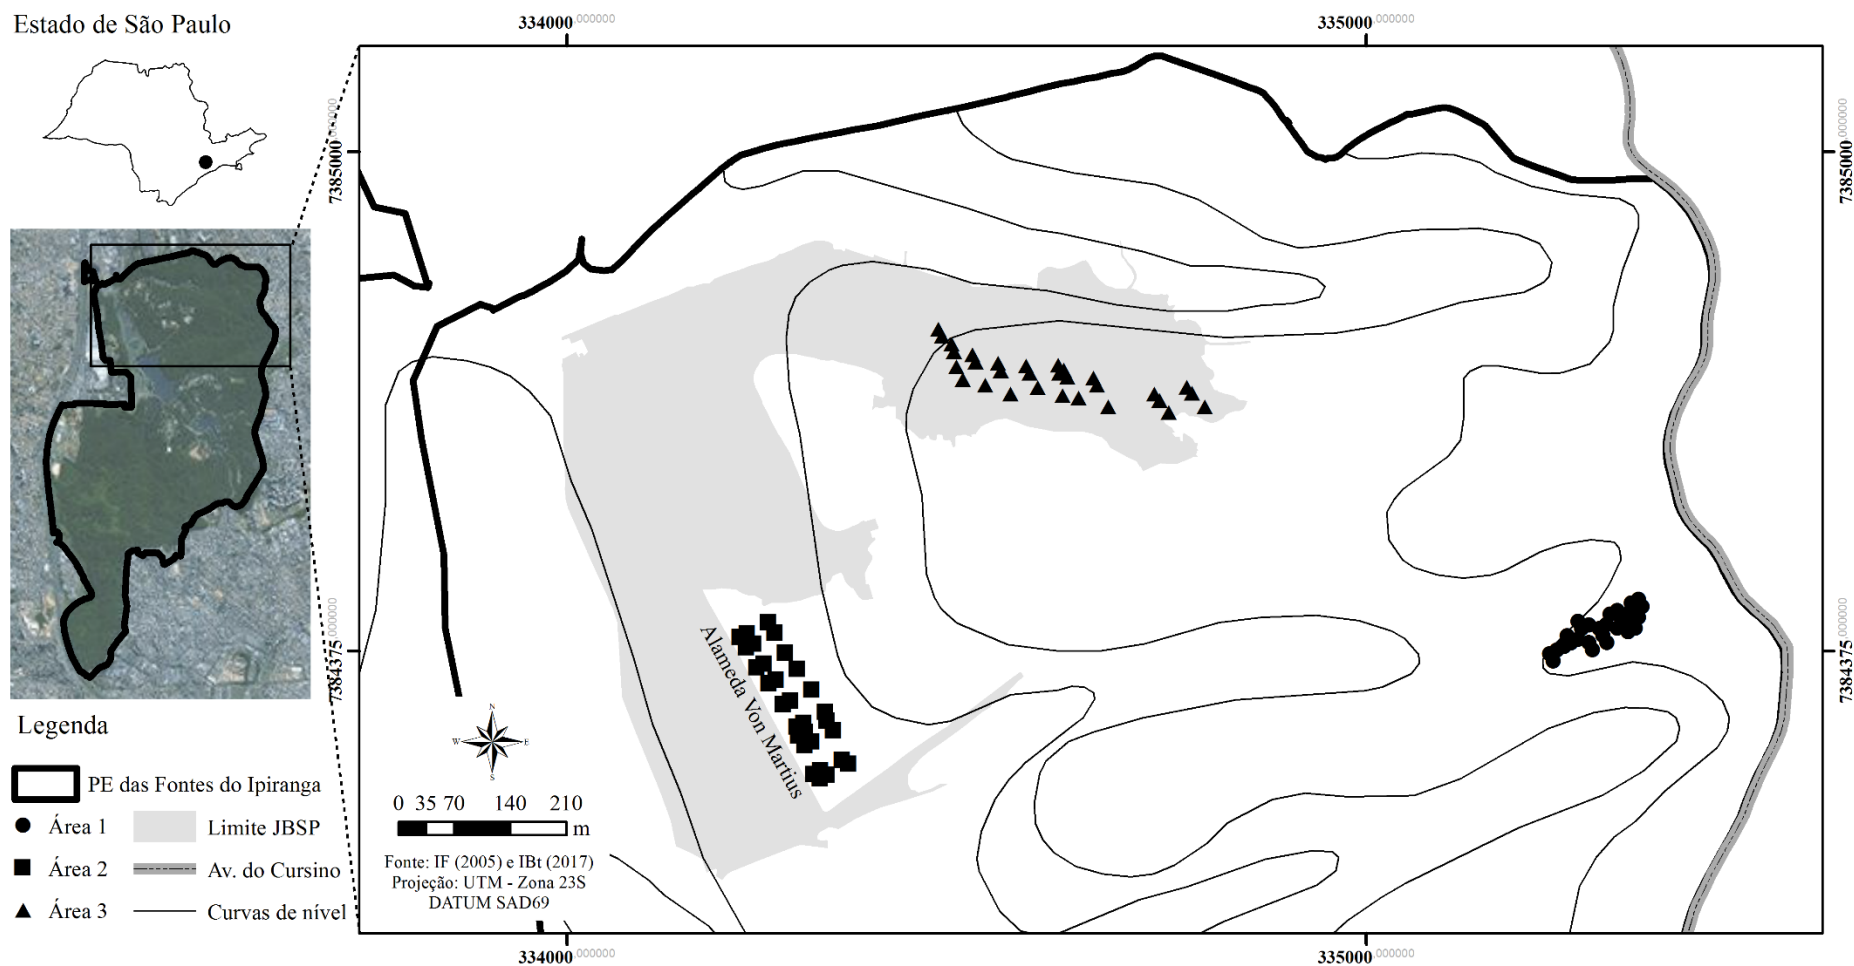 Estado de São Paulo
334000,000000
335000,000000
7385000,000000
7385000,000000
7384375,000000
7384375,000000
Alameda Von Martius
N
W
E
S
0 35 70 140 210
m
Fonte: IF (2005) e IBt (2017)
Projeção: UTM - Zona 23S
DATUM SAD69
Legenda
PE das Fontes do Ipiranga
Área 1
Limite JBSP
Área 2
Av. do Cursino
Área 3
Curvas de nível
334000,000000
335000,000000